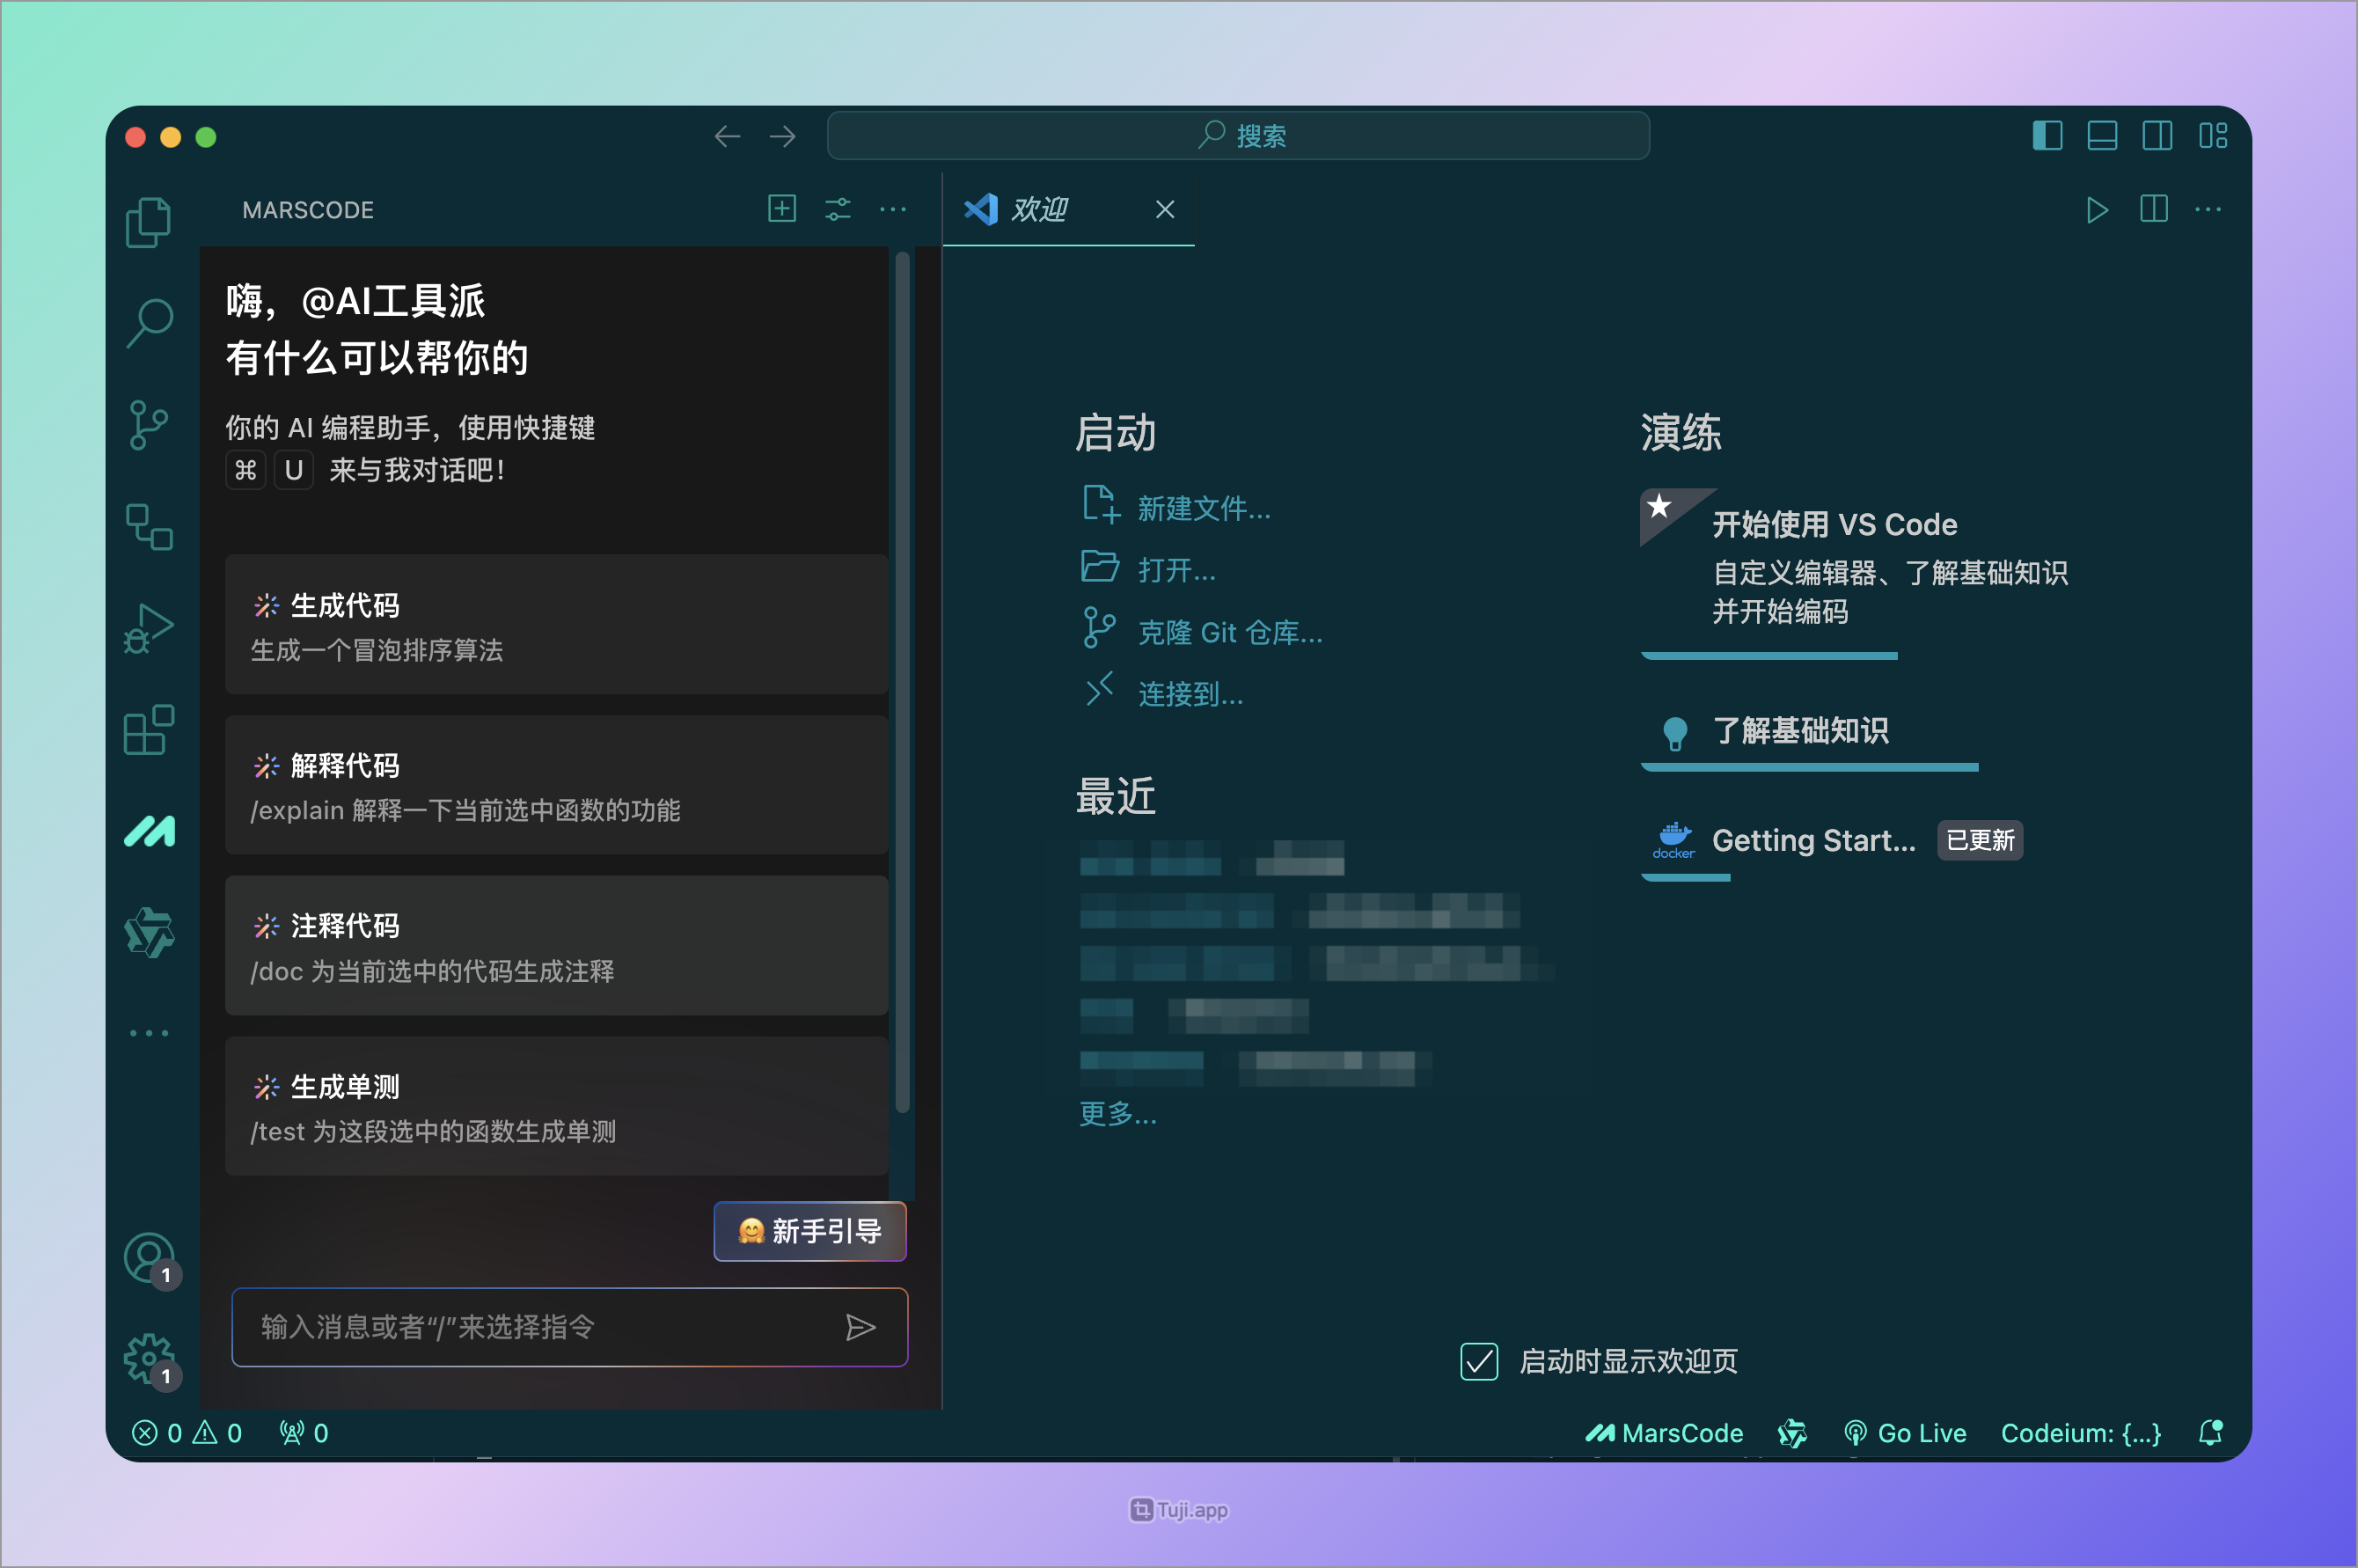 搜索
MARSCODE
嗨，@AI工具派
有什么可以帮你的
你的 AI 编程助手，使用快捷键
⌘ U 来与我对话吧！
生成代码
生成一个冒泡排序算法
解释代码
/explain 解释一下当前选中函数的功能
注释代码
/doc 为当前选中的代码生成注释
生成单测
/test 为这段选中的函数生成单测
🤗 新手引导
输入消息或者“/”来选择指令
欢迎
启动
新建文件...
打开...
克隆 Git 仓库...
连接到...
最近
更多...
演练
开始使用 VS Code
自定义编辑器、了解基础知识
并开始编码
了解基础知识
docker
Getting Start... 已更新
启动时显示欢迎页
1
1
0 0 0
MarsCode Go Live Codeium: {...}
Tuji.app